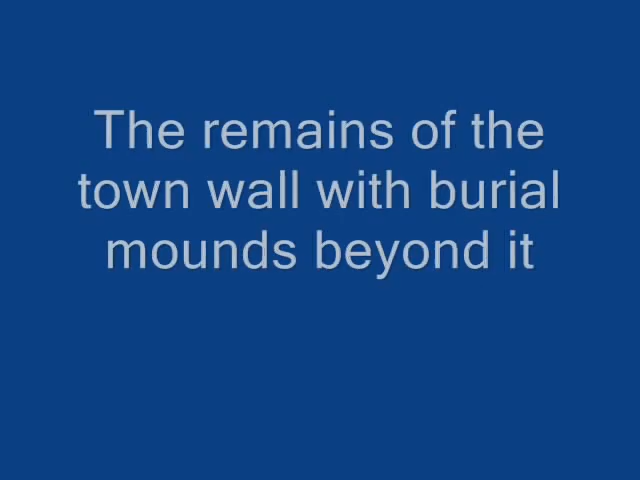 The remains of the
town wall with burial
mounds beyond it